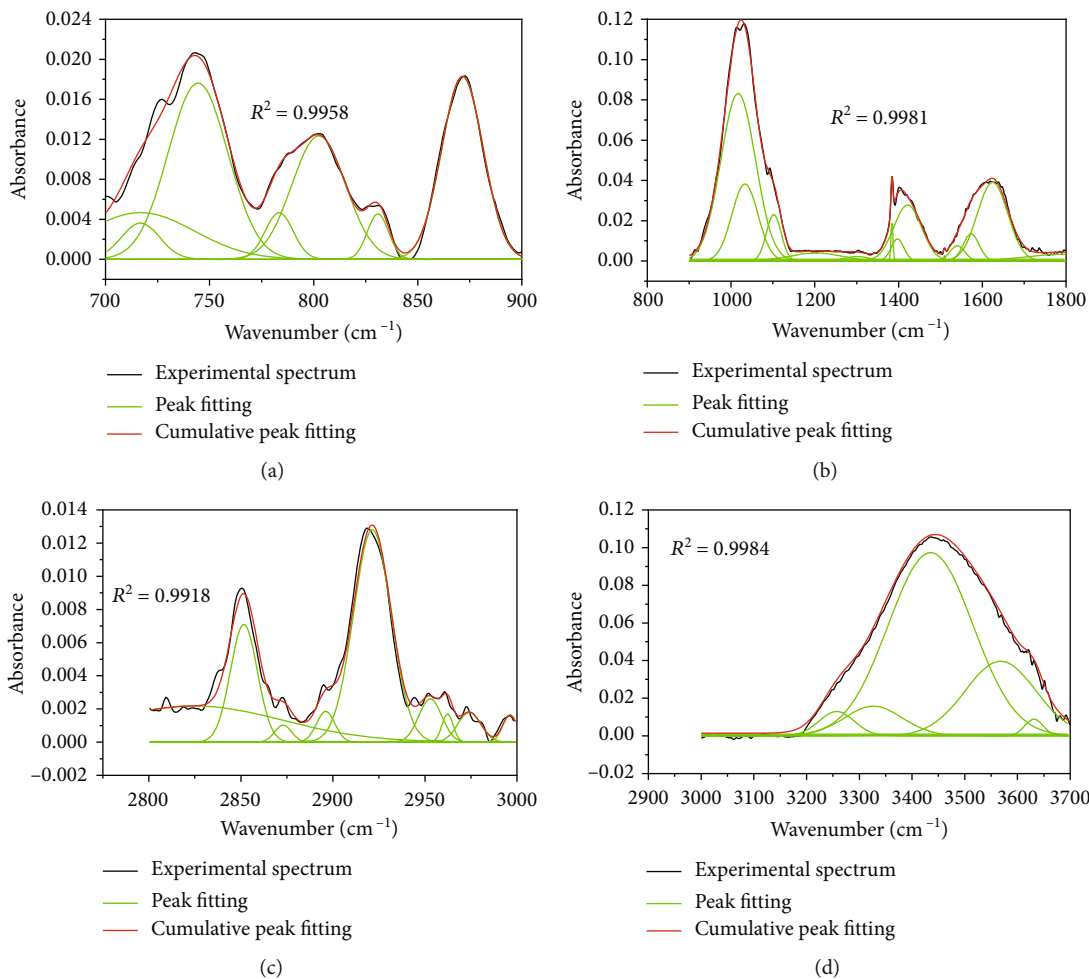 0.024
0.020
0.016
0.012
0.008
0.004
0.000
Absorbance
R² = 0.9958
700 750 800 850 900
Wavenumber (cm⁻¹)
Experimental spectrum
Peak fitting
Cumulative peak fitting
(a)
0.12
0.10
0.08
0.06
0.04
0.02
0.00
Absorbance
R² = 0.9981
800 1000 1200 1400 1600 1800
Wavenumber (cm⁻¹)
Experimental spectrum
Peak fitting
Cumulative peak fitting
(b)
0.014
0.012
0.010
0.008
0.006
0.004
0.002
0.000
−0.002
Absorbance
R² = 0.9918
2800 2850 2900 2950 3000
Wavenumber (cm⁻¹)
Experimental spectrum
Peak fitting
Cumulative peak fitting
(c)
0.12
0.10
0.08
0.06
0.04
0.02
0.00
−0.02
Absorbance
R² = 0.9984
2900 3000 3100 3200 3300 3400 3500 3600 3700
Wavenumber (cm⁻¹)
Experimental spectrum
Peak fitting
Cumulative peak fitting
(d)